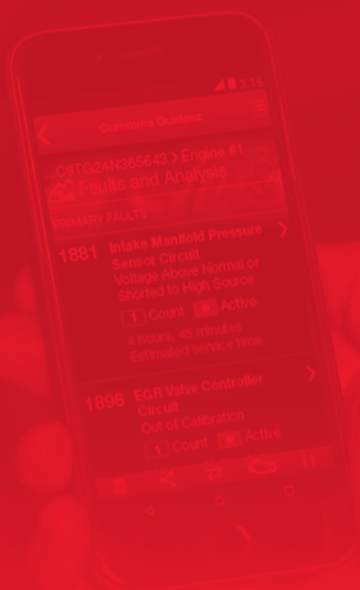 3:15
Cummins Guidanz
...C9TG24N365643 > Engine #1
Faults and Analysis
PRIMARY FAULTS
1881 Intake Manifold Pressure
Sensor Circuit
Voltage Above Normal or
Shorted to High Source
1 Count Active
4 hours, 45 minutes
Estimated service time
1896 EGR Valve Controller
Circuit
Out of Calibration
1 Count Active